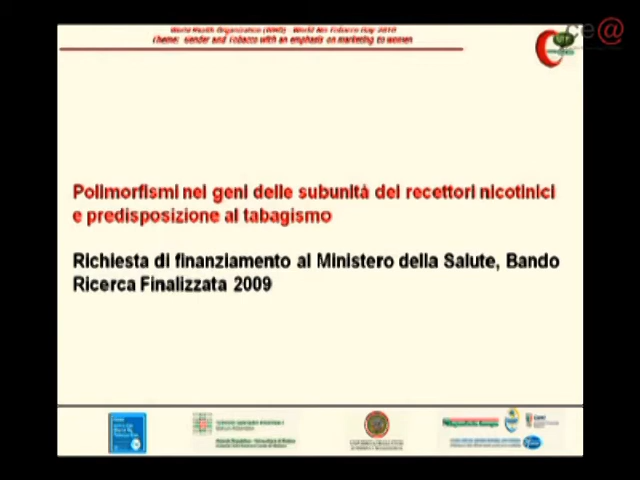 World Health Organization (WHO) - World No Tobacco Day 2010
Theme: Gender and Tobacco with an emphasis on marketing to women
ce@
Polimorfismi nei geni delle subunità dei recettori nicotinici
e predisposizione al tabagismo
Richiesta di finanziamento al Ministero della Salute, Bando
Ricerca Finalizzata 2009